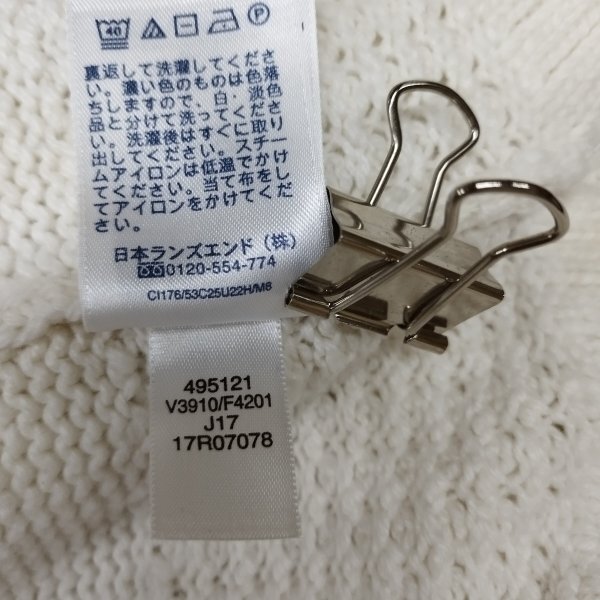 40
P
裏返して洗濯してくださ
い。濃い色のものは色落
ちしますので、白・淡色
品と分けて洗ってくださ
い。洗濯後はすぐに取り
出してください。スチー
ムアイロンは低温でかけ
てください。当て布をし
てアイロンをかけてくだ
さい。
日本ランズエンド（株）
0120-554-774
CI176/53C25U22H/M8
495121
V3910/F4201
J17
17R07078